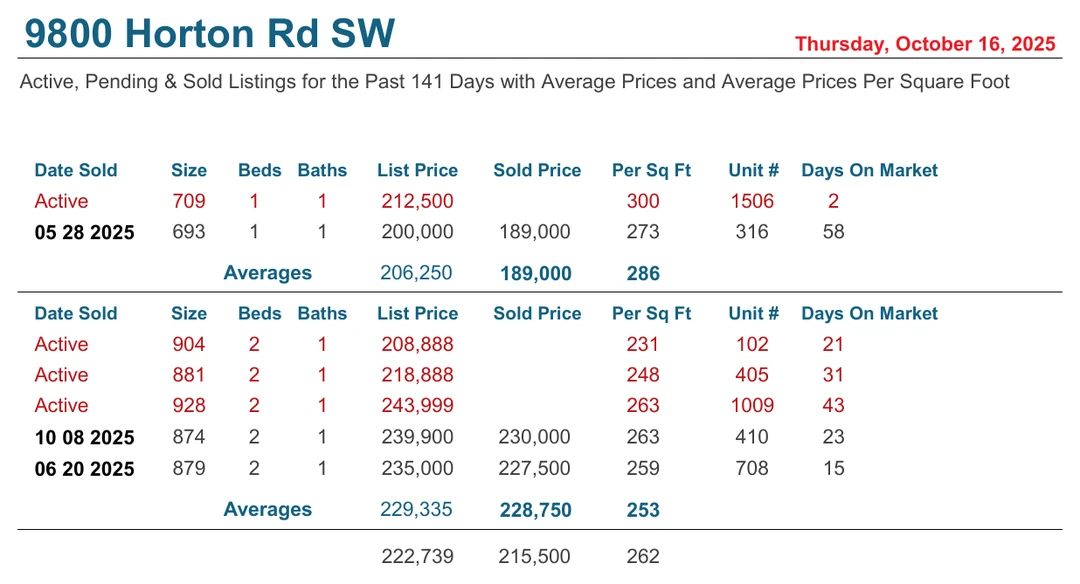 9800 Horton Rd SW
Thursday, October 16, 2025
Active, Pending & Sold Listings for the Past 141 Days with Average Prices and Average Prices Per Square Foot
Date Sold Size Beds Baths List Price Sold Price Per Sq Ft Unit # Days On Market
Active 709 1 1 212,500 300 1506 2
05 28 2025 693 1 1 200,000 189,000 273 316 58
Averages 206,250 189,000 286
Date Sold Size Beds Baths List Price Sold Price Per Sq Ft Unit # Days On Market
Active 904 2 1 208,888 231 102 21
Active 881 2 1 218,888 248 405 31
Active 928 2 1 243,999 263 1009 43
10 08 2025 874 2 1 239,900 230,000 263 410 23
06 20 2025 879 2 1 235,000 227,500 259 708 15
Averages 229,335 228,750 253
222,739 215,500 262